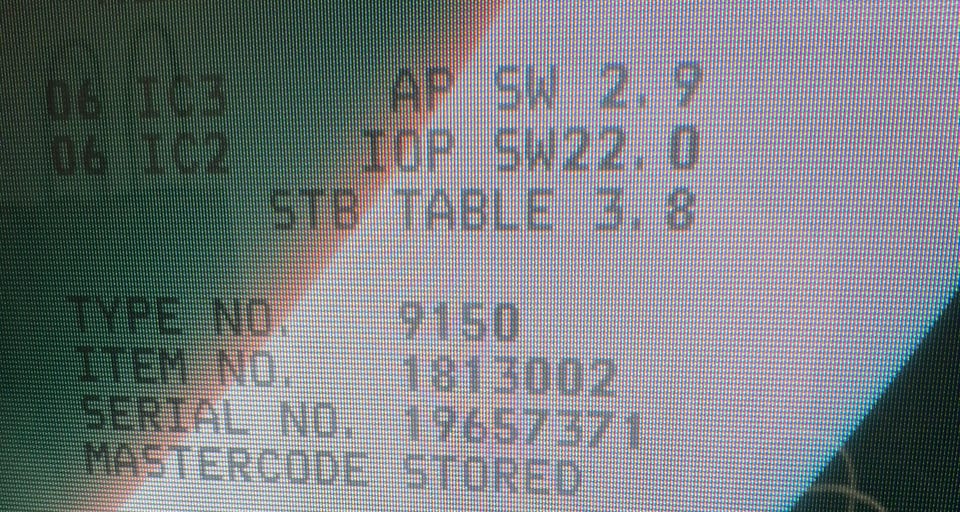 06 IC3 AP SW 2.9
06 IC2 IOP SW22.0
STB TABLE 3.8
TYPE NO. 9150
ITEM NO. 1813002
SERIAL NO. 19657371
MASTERCODE STORED